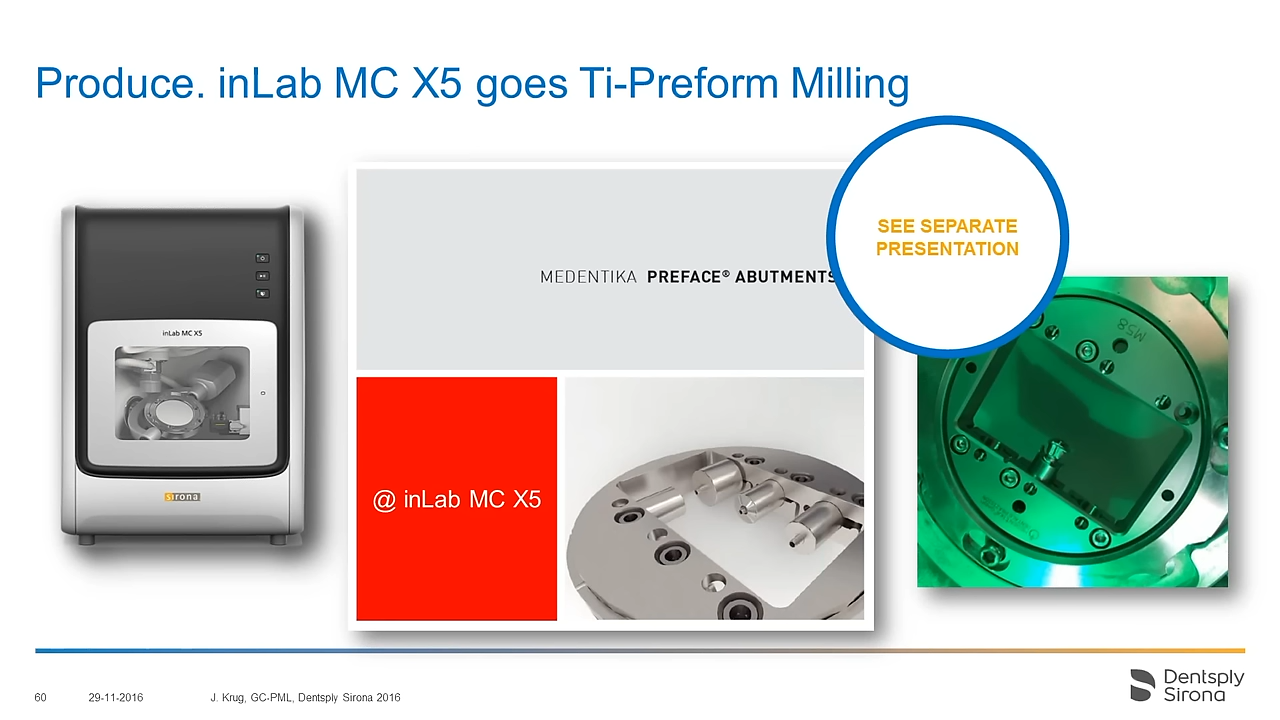 Produce. inLab MC X5 goes Ti-Preform Milling
SEE SEPARATE
PRESENTATION
MEDENTIKA PREFACE® ABUTMENTS
inLab MC X5
sirona
@ inLab MC X5
M58
60 29-11-2016 J. Krug, GC-PML, Dentsply Sirona 2016
Dentsply
Sirona